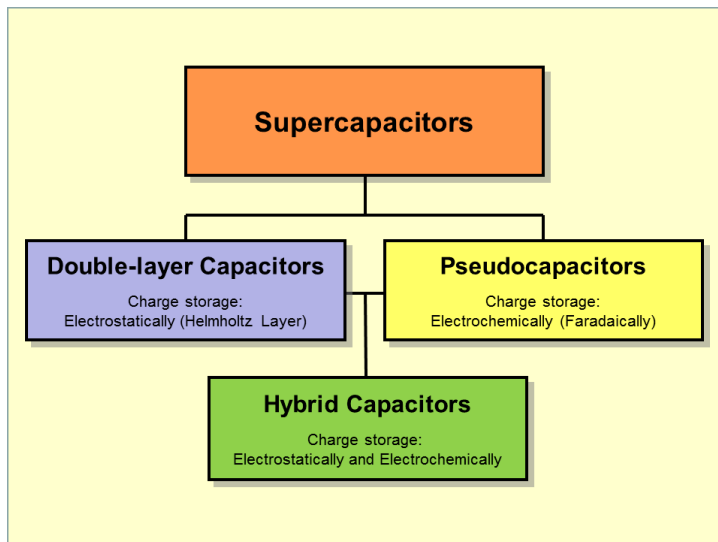 Supercapacitors
Double-layer Capacitors
Charge storage:
Electrostatically (Helmholtz Layer)
Pseudocapacitors
Charge storage:
Electrochemically (Faradaically)
Hybrid Capacitors
Charge storage:
Electrostatically and Electrochemically